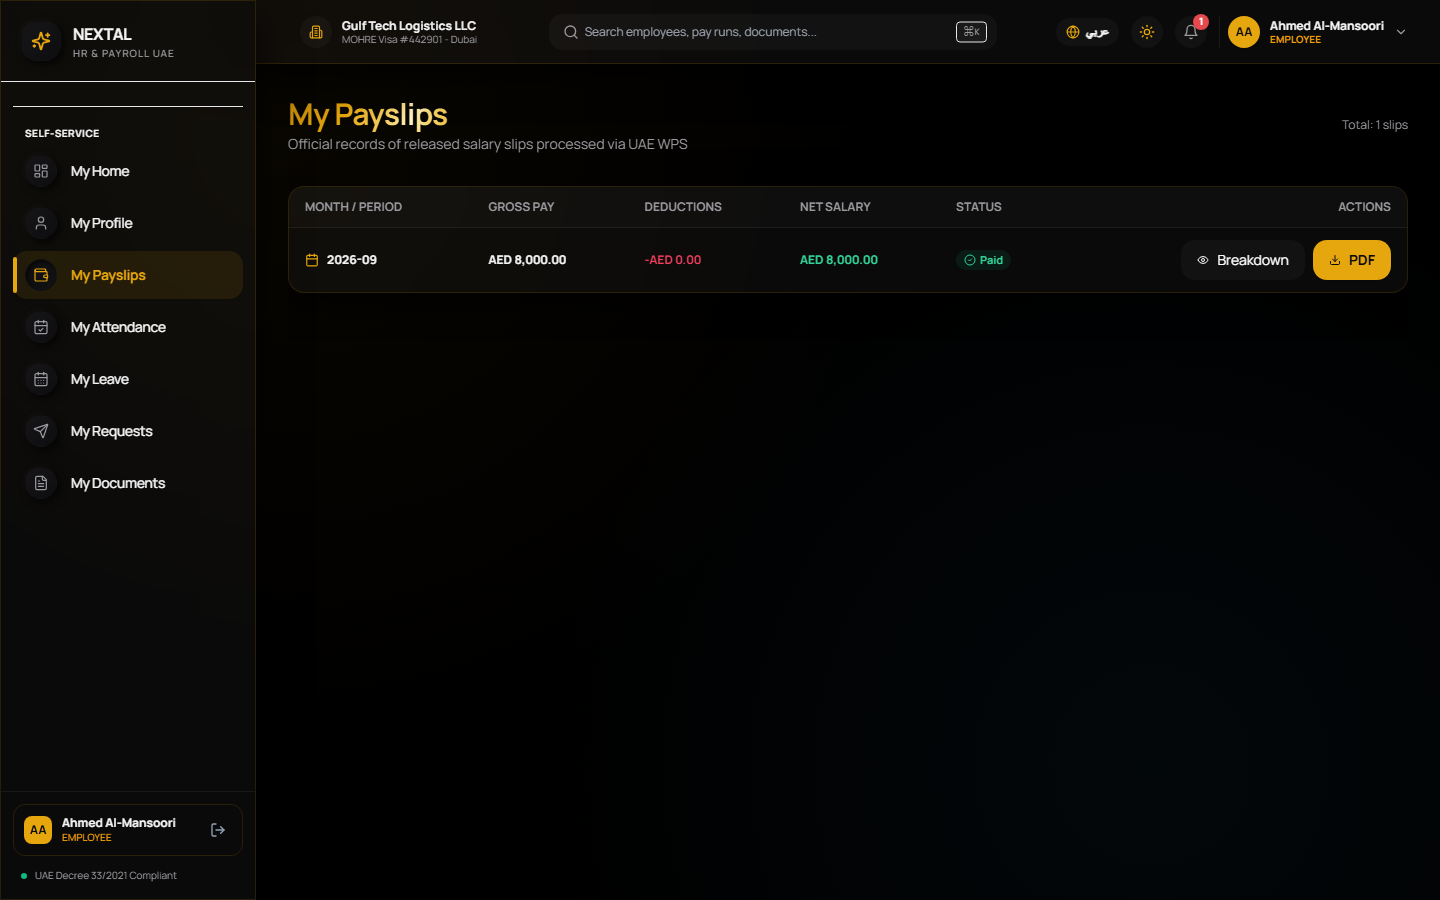 NEXTAL
HR & PAYROLL UAE
SELF-SERVICE
My Home
My Profile
My Payslips
My Attendance
My Leave
My Requests
My Documents
AA
Ahmed Al-Mansoori
EMPLOYEE
UAE Decree 33/2021 Compliant
Gulf Tech Logistics LLC
MOHRE Visa #442901 - Dubai
Search employees, pay runs, documents...
⌘K
عربي
1
AA
Ahmed Al-Mansoori
EMPLOYEE
My Payslips
Official records of released salary slips processed via UAE WPS
Total: 1 slips
MONTH / PERIOD GROSS PAY DEDUCTIONS NET SALARY STATUS ACTIONS
2026-09 AED 8,000.00 -AED 0.00 AED 8,000.00 Paid Breakdown PDF